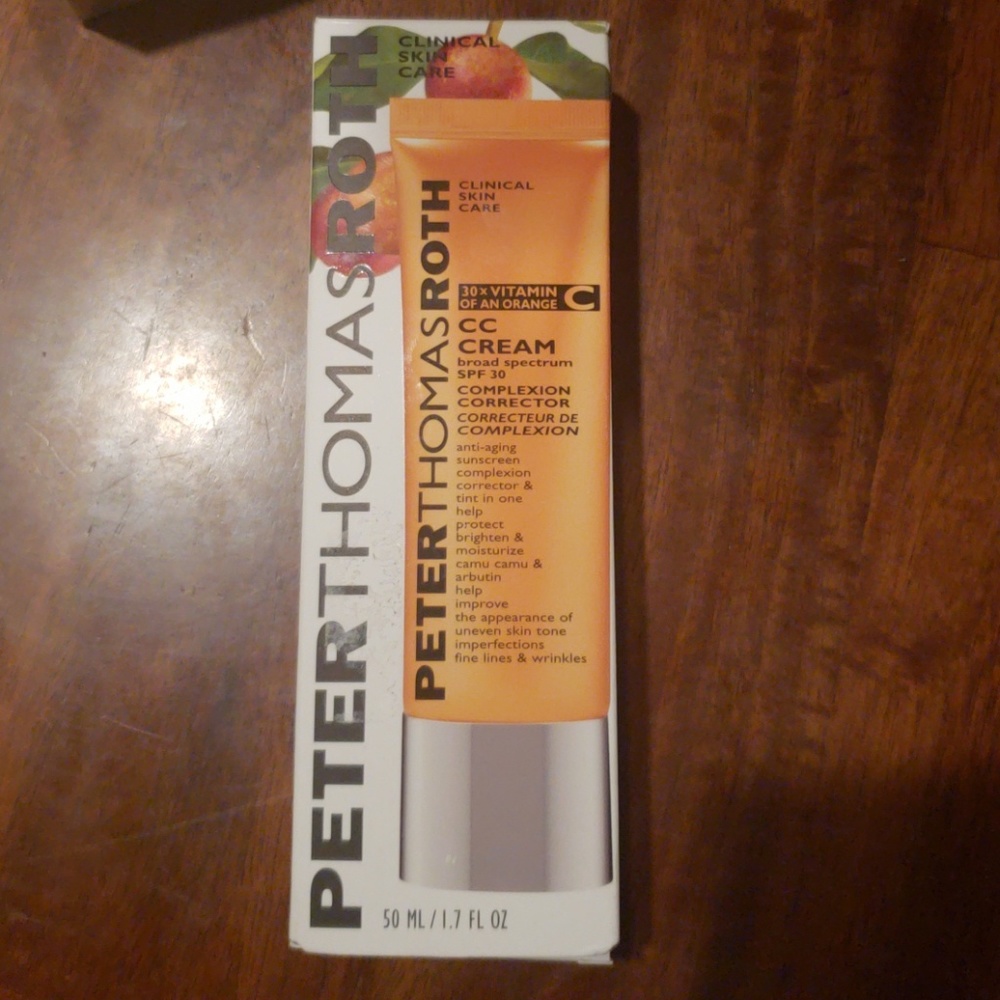 PETERTHOMASROTH
CLINICAL
SKIN
CARE
PETERTHOMASROTH
CLINICAL
SKIN
CARE
30 x VITAMIN C
OF AN ORANGE
CC
CREAM
broad spectrum
SPF 30
COMPLEXION
CORRECTOR
CORRECTEUR DE
COMPLEXION
anti-aging
sunscreen
complexion
corrector &
tint in one
help
protect
brighten &
moisturize
camu camu &
arbutin
help
improve
the appearance of
uneven skin tone
imperfections
fine lines & wrinkles
50 ML / 1.7 FL OZ